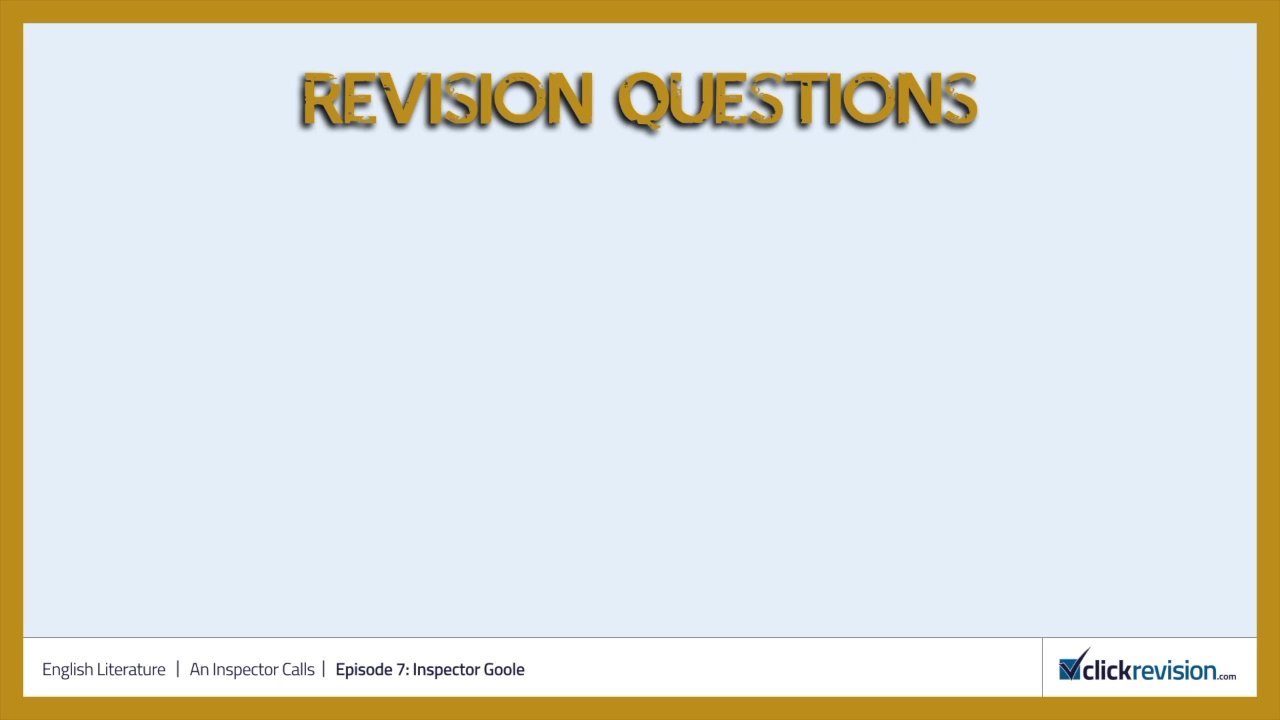 REVISION QUESTIONS
English Literature | An Inspector Calls | Episode 7: Inspector Goole
clickrevision.com